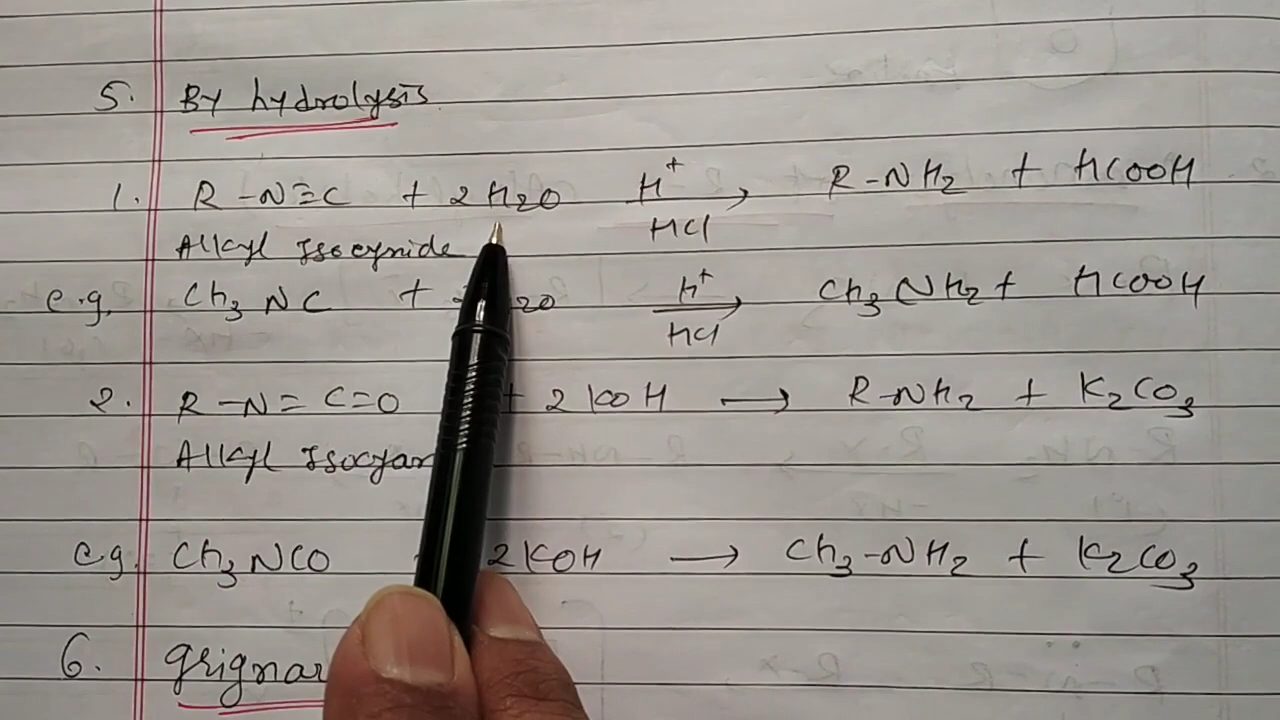 5. By hydrolysis
1. R-N≡C + 2H2O H+ HCl → R-NH2 + HCOOH
Alkyl Isocynide
e.g. CH3NC + 2O H+ HCl → CH3NH2 + HCOOH
2. R-N=C=O + 2KOH → R-NH2 + K2CO3
Alkyl Isocyan
e.g. CH3NCO 2KOH → CH3-NH2 + K2CO3
6. Grignar